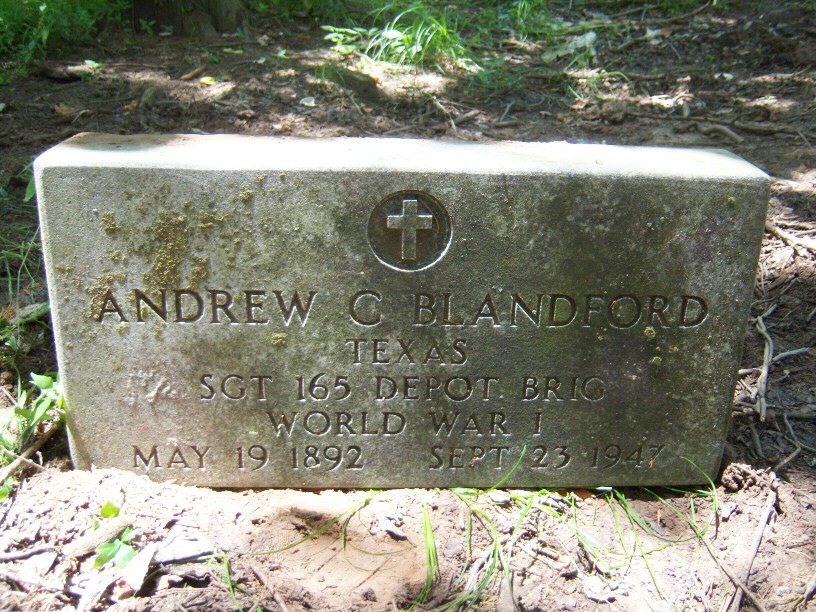 ANDREW C BLANDFORD
TEXAS
SGT 165 DEPOT BRIG
WORLD WAR I
MAY 19 1892 SEPT 23 1947